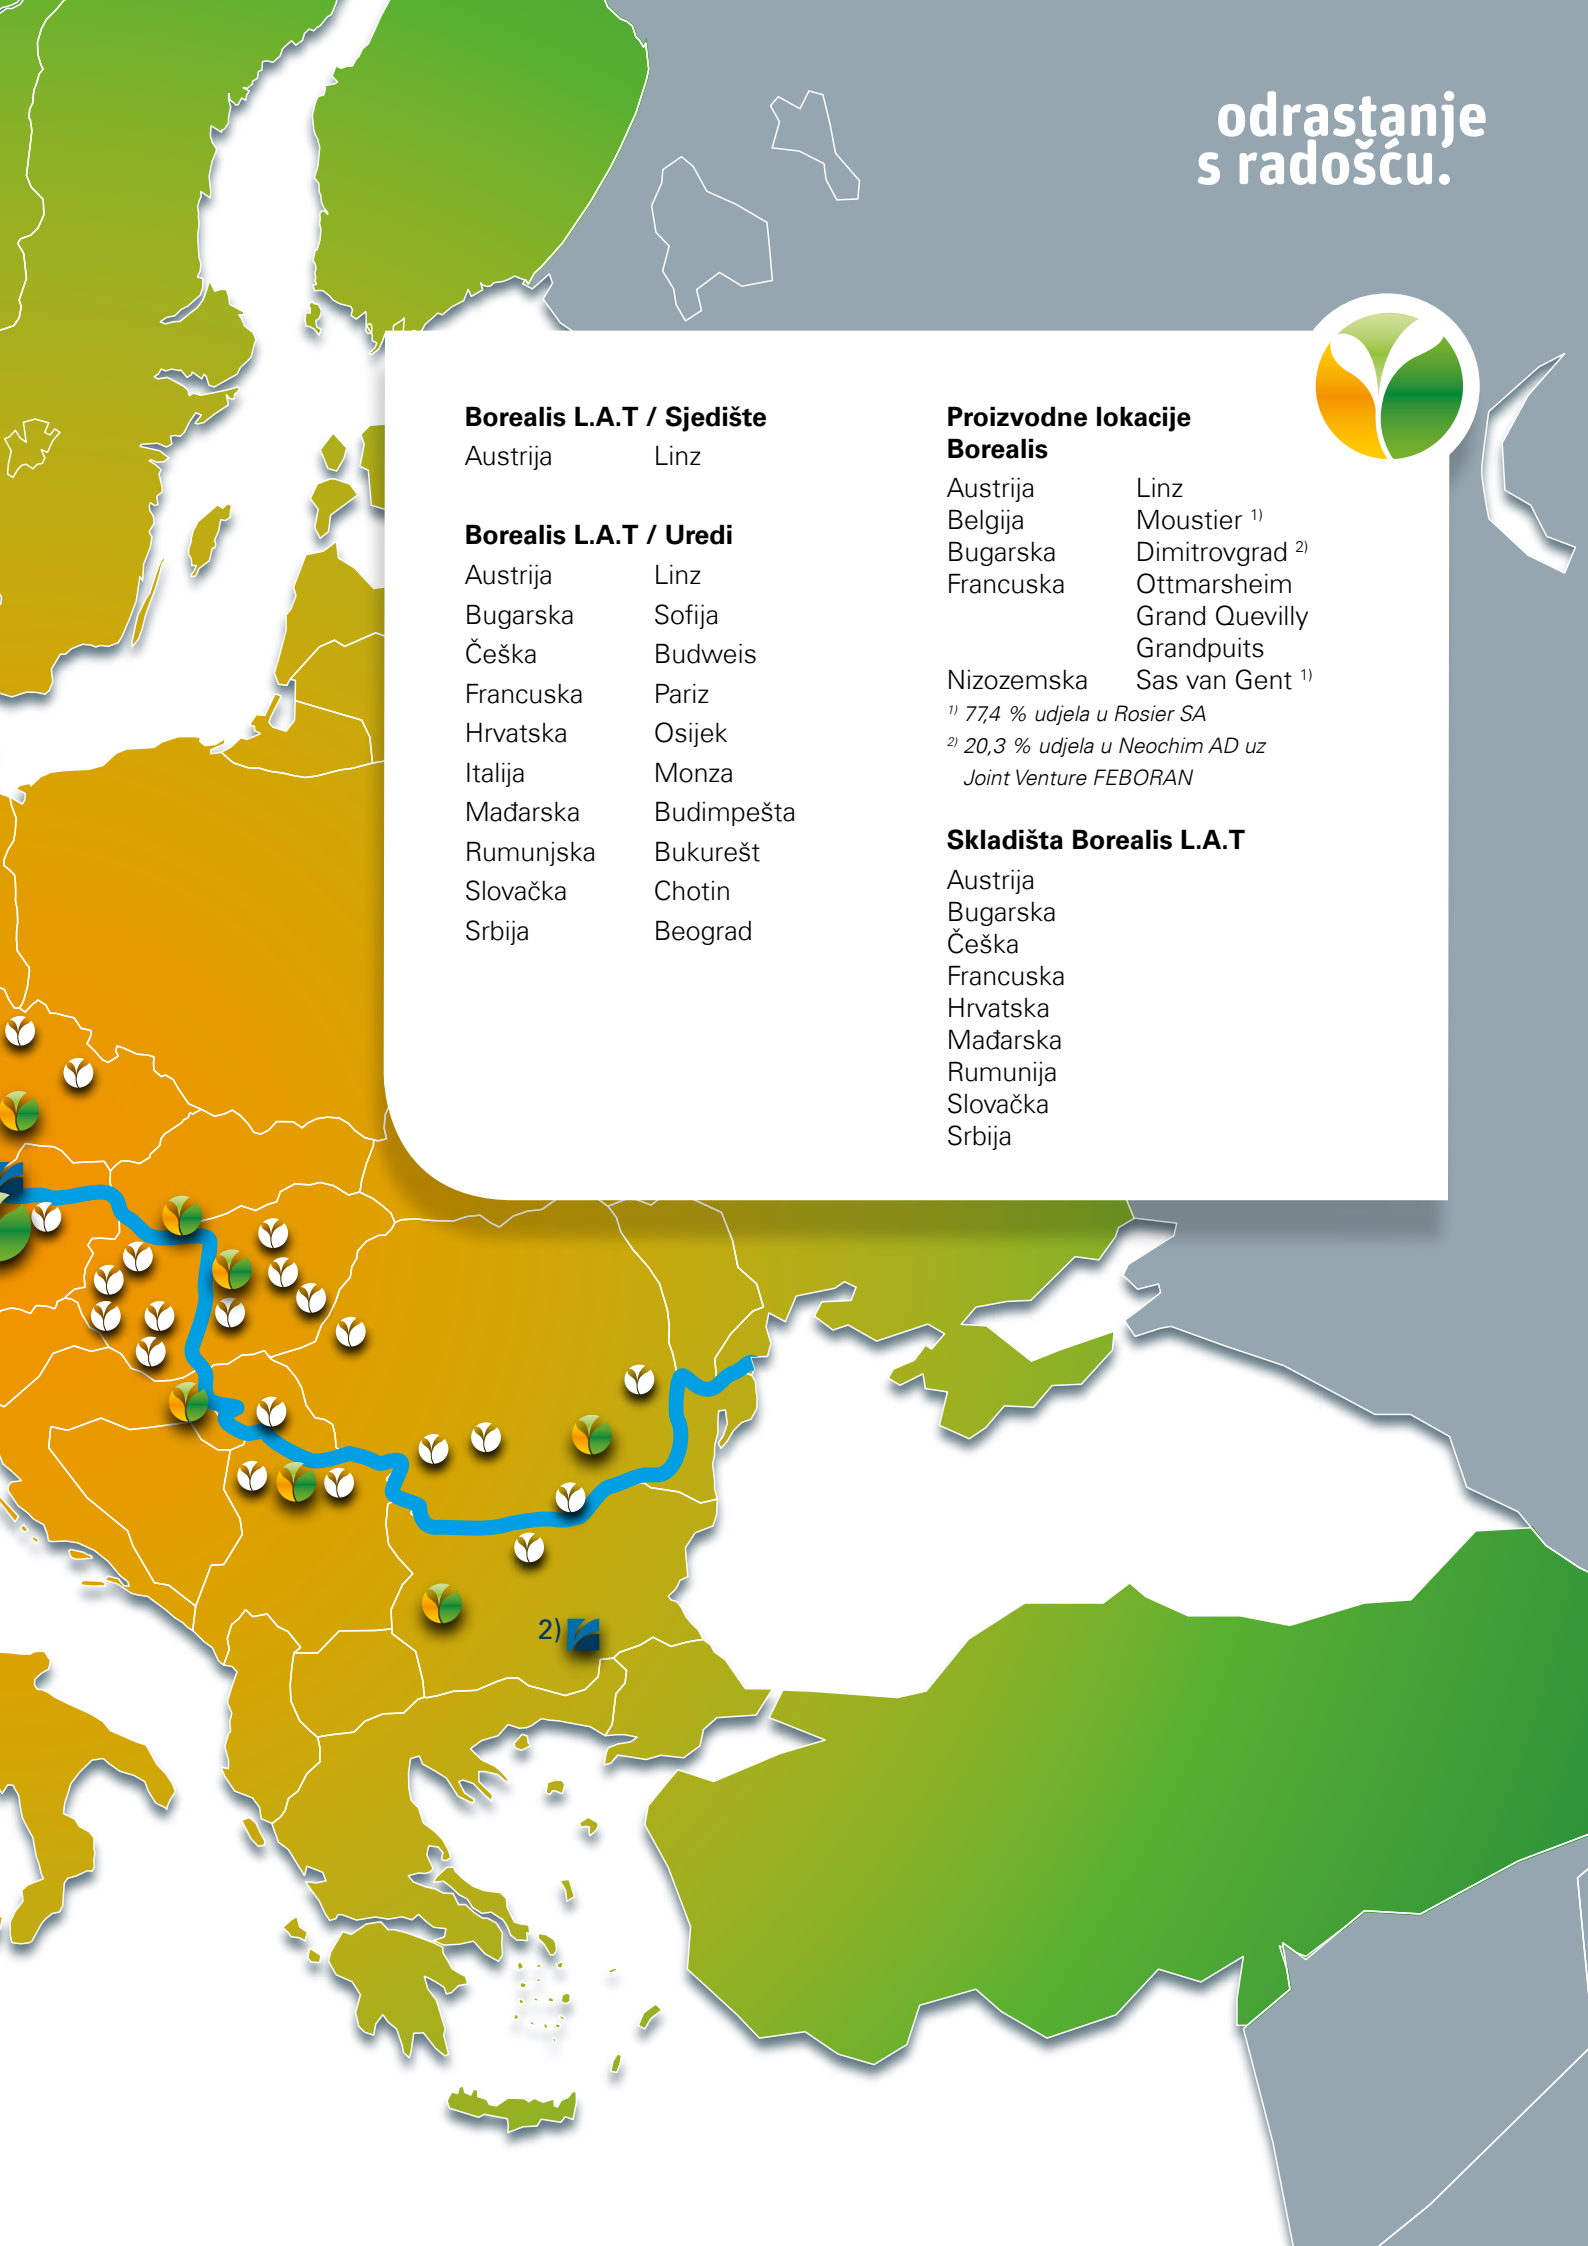 odrastanje
s radošću.
Borealis L.A.T / Sjedište
Austrija Linz
Borealis L.A.T / Uredi
Austrija Linz
Bugarska Sofija
Češka Budweis
Francuska Pariz
Hrvatska Osijek
Italija Monza
Mađarska Budimpešta
Rumunjska Bukurešt
Slovačka Chotin
Srbija Beograd
Proizvodne lokacije
Borealis
Austrija Linz
Belgija Moustier 1)
Bugarska Dimitrovgrad 2)
Francuska Ottmarsheim
Grand Quevilly
Grandpuits
Nizozemska Sas van Gent 1)
1) 77,4 % udjela u Rosier SA
2) 20,3 % udjela u Neochim AD uz
Joint Venture FEBORAN
Skladišta Borealis L.A.T
Austrija
Bugarska
Češka
Francuska
Hrvatska
Mađarska
Rumunija
Slovačka
Srbija
2)